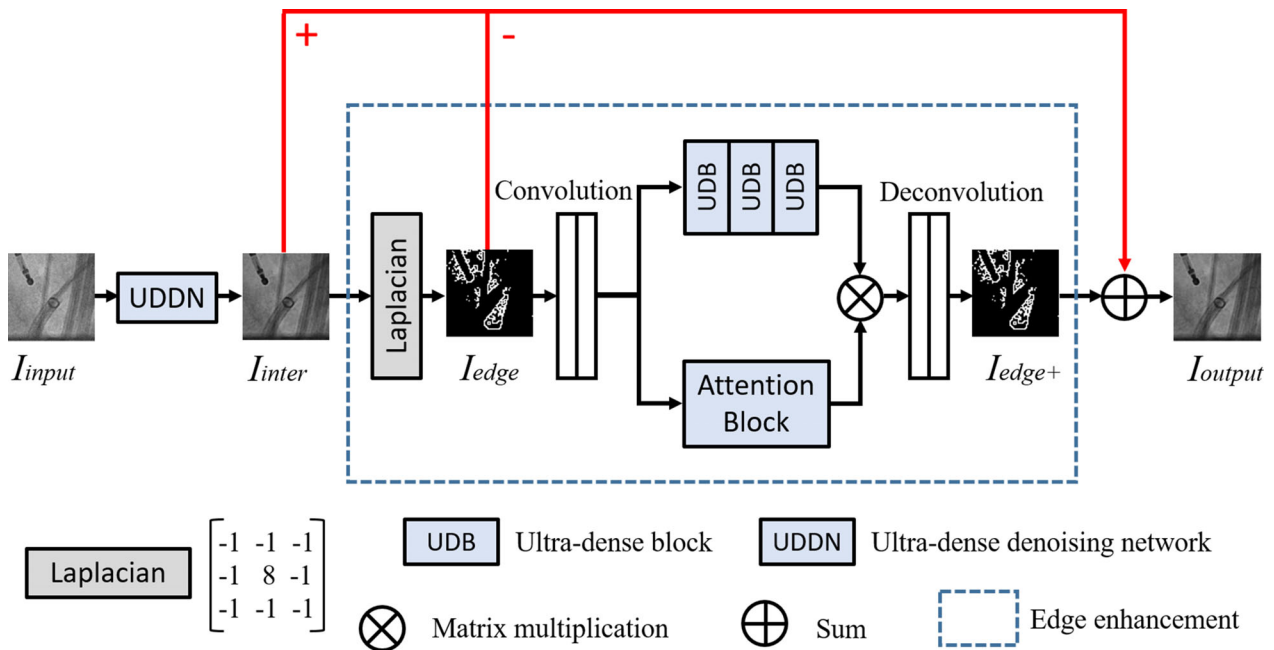 +
-
Convolution
UDB
UDB
UDB
Deconvolution
UDDN
Laplacian
Attention
Block
Iinput
Iinter
Iedge
Iedge+
Ioutput
Laplacian
-1 -1 -1
-1 8 -1
-1 -1 -1
UDB Ultra-dense block
UDDN Ultra-dense denoising network
Matrix multiplication
Sum
Edge enhancement